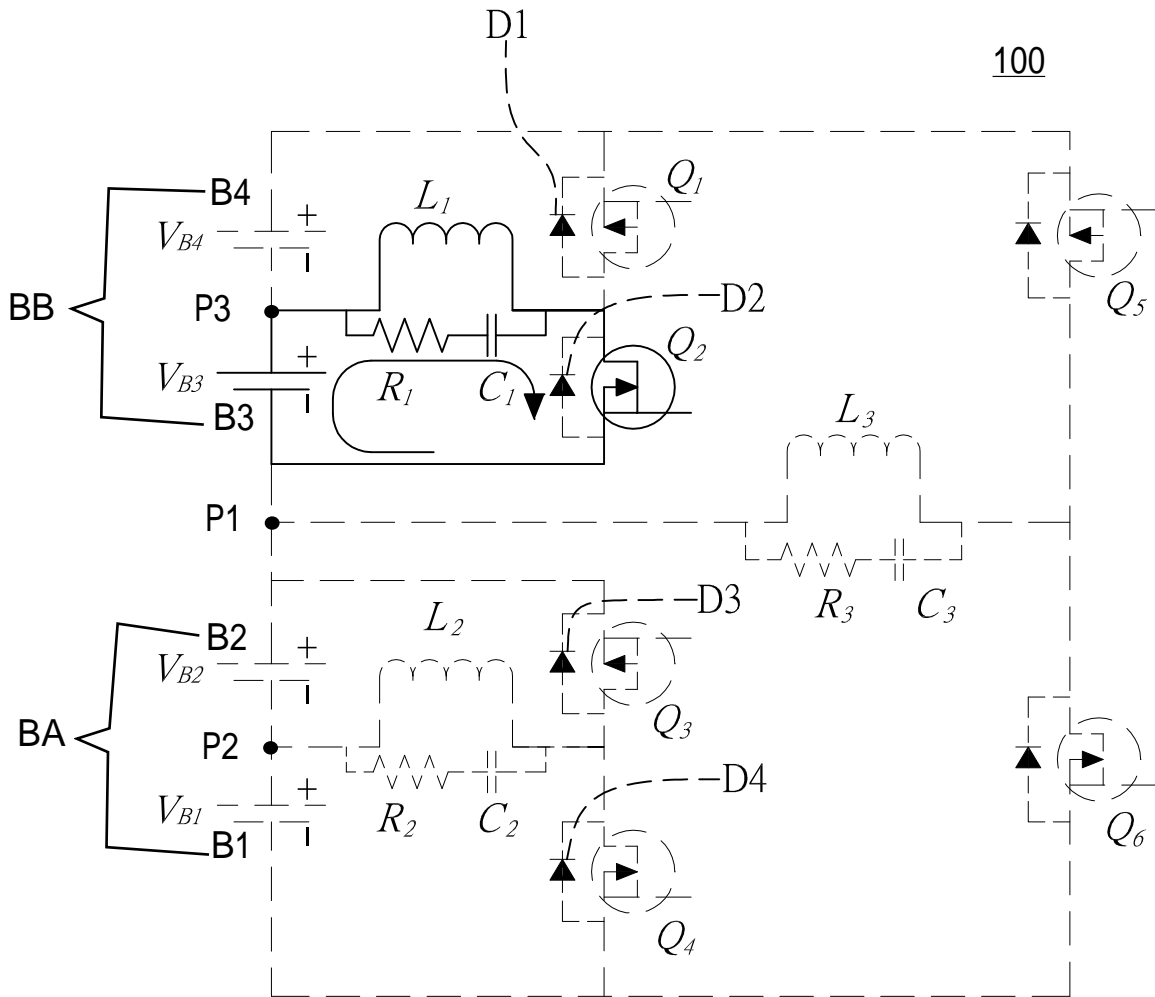 D1
100
B4
L1
Q1
VB4
BB
P3
D2
Q5
Q2
VB3
R1
C1
B3
L3
P1
R3
C3
L2
D3
B2
VB2
Q3
BA
P2
D4
VB1
R2
C2
Q6
B1
Q4
+
+
+
+